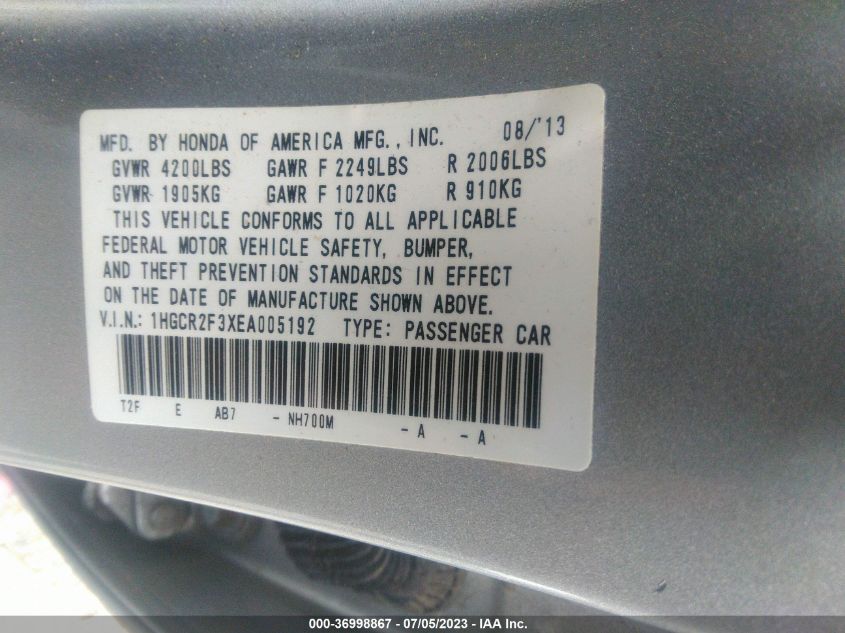 MFD. BY HONDA OF AMERICA MFG., INC. 08/'13
GVWR 4200LBS GAWR F 2249LBS R 2006LBS
GVWR 1905KG GAWR F 1020KG R 910KG
THIS VEHICLE CONFORMS TO ALL APPLICABLE
FEDERAL MOTOR VEHICLE SAFETY, BUMPER,
AND THEFT PREVENTION STANDARDS IN EFFECT
ON THE DATE OF MANUFACTURE SHOWN ABOVE.
V.I.N.: 1HGCR2F3XEA005192 TYPE: PASSENGER CAR
T2F E AB7 - NH700M - A - A
000-36998867 - 07/05/2023 - IAA Inc.